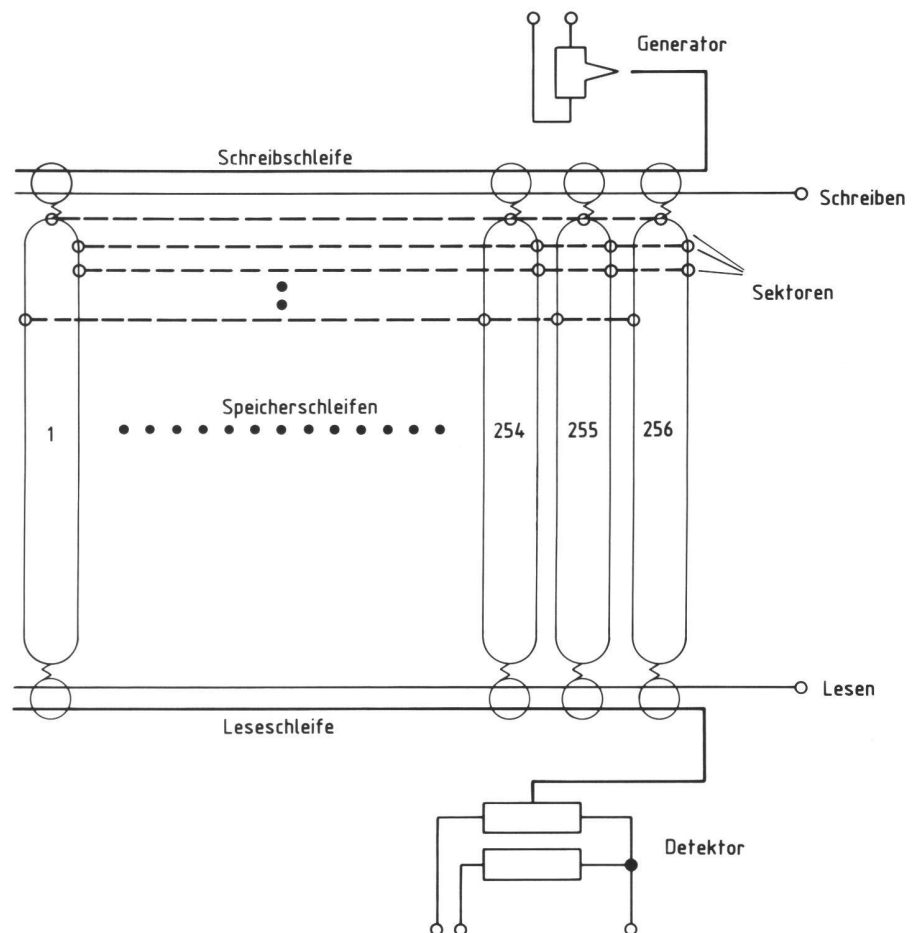 Generator
Schreibschleife
Schreiben
Sektoren
Speicherschleifen
1
254
255
256
Lesen
Leseschleife
Detektor